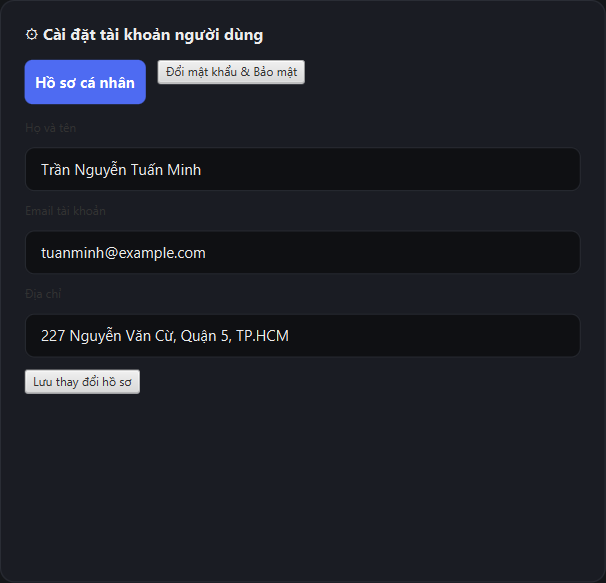 ⚙ Cài đặt tài khoản người dùng
Hồ sơ cá nhân Đổi mật khẩu & Bảo mật
Họ và tên
Trần Nguyễn Tuấn Minh
Email tài khoản
tuanminh@example.com
Địa chỉ
227 Nguyễn Văn Cừ, Quận 5, TP.HCM
Lưu thay đổi hồ sơ